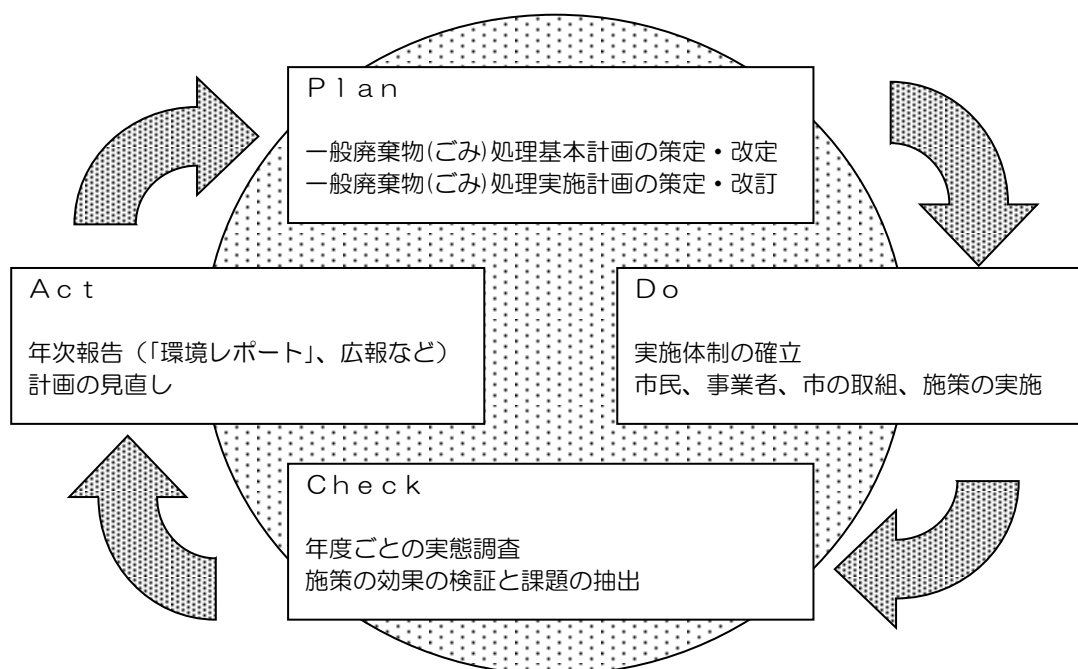 Ｐｌａｎ
一般廃棄物(ごみ)処理基本計画の策定・改定
一般廃棄物(ごみ)処理実施計画の策定・改訂
Ａｃｔ
年次報告（「環境レポート」、広報など）
計画の見直し
Ｄｏ
実施体制の確立
市民、事業者、市の取組、施策の実施
Ｃｈｅｃｋ
年度ごとの実態調査
施策の効果の検証と課題の抽出